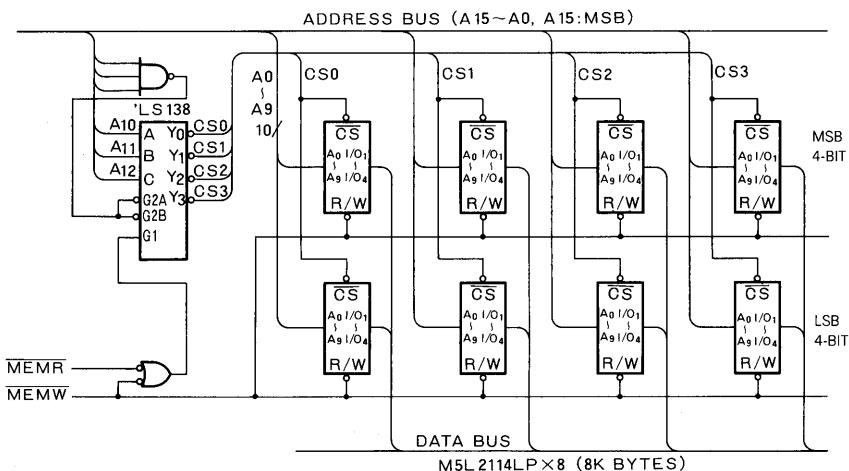 ADDRESS BUS (A15~A0, A15:MSB)
CS0
CS1
CS2
CS3
A0
~
A9
10/
'LS138
A10
A11
A12
A
B
C
G2A
G2B
G1
Y0
Y1
Y2
Y3
CS0
CS1
CS2
CS3
CS
A0 I/O1
~ ~
A9 I/O4
R/W
CS
A0 I/O1
~ ~
A9 I/O4
R/W
CS
A0 I/O1
~ ~
A9 I/O4
R/W
CS
A0 I/O1
~ ~
A9 I/O4
R/W
MSB
4-BIT
CS
A0 I/O1
~ ~
A9 I/O4
R/W
CS
A0 I/O1
~ ~
A9 I/O4
R/W
CS
A0 I/O1
~ ~
A9 I/O4
R/W
CS
A0 I/O1
~ ~
A9 I/O4
R/W
LSB
4-BIT
MEMR
MEMW
DATA BUS
M5L2114LP×8 (8K BYTES)